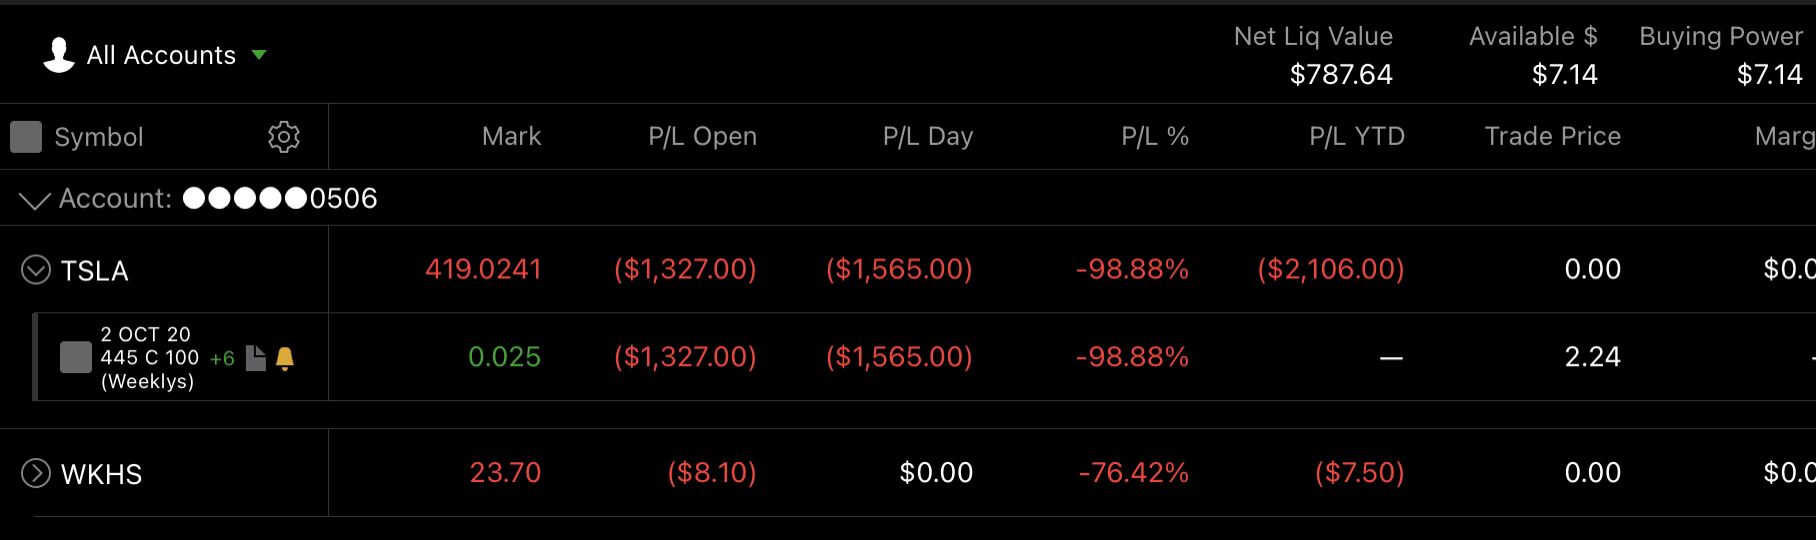 All Accounts Net Liq Value Available $ Buying Power
$787.64 $7.14 $7.14
Symbol Mark P/L Open P/L Day P/L % P/L YTD Trade Price Marg
Account: ●●●●●0506
TSLA 419.0241 ($1,327.00) ($1,565.00) -98.88% ($2,106.00) 0.00 $0.0
2 OCT 20
445 C 100 +6 0.025 ($1,327.00) ($1,565.00) -98.88% — 2.24 -
(Weeklys)
WKHS 23.70 ($8.10) $0.00 -76.42% ($7.50) 0.00 $0.0